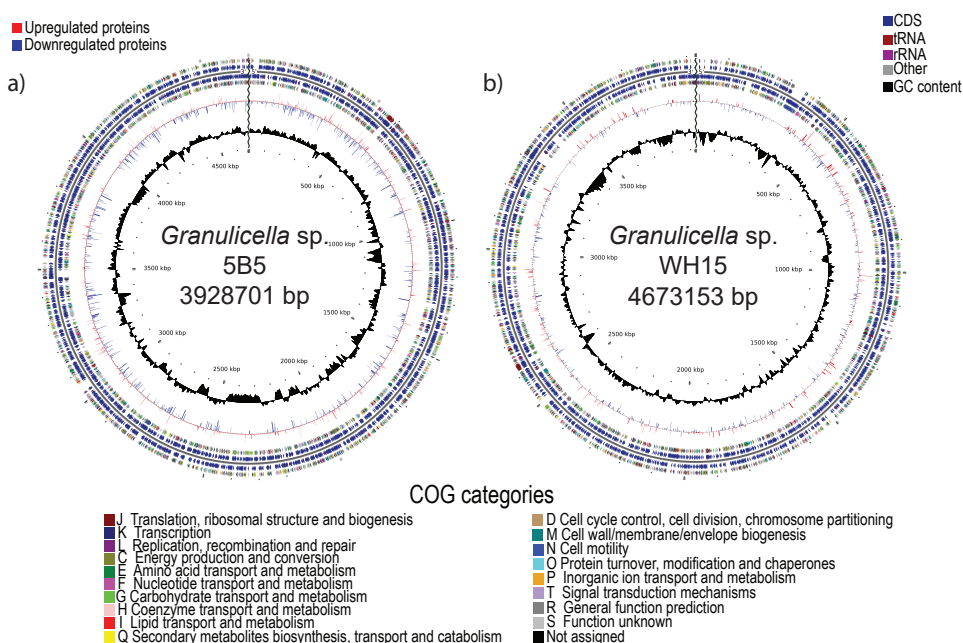 Upregulated proteins
Downregulated proteins
CDS
tRNA
rRNA
Other
GC content
a)
4500 kbp
500 kbp
4000 kbp
1000 kbp
3500 kbp
1500 kbp
3000 kbp
2000 kbp
2500 kbp
Granulicella sp.
5B5
3928701 bp
b)
3500 kbp
500 kbp
3000 kbp
1000 kbp
2500 kbp
1500 kbp
2000 kbp
Granulicella sp.
WH15
4673153 bp
COG categories
J Translation, ribosomal structure and biogenesis
K Transcription
L Replication, recombination and repair
C Energy production and conversion
E Amino acid transport and metabolism
F Nucleotide transport and metabolism
G Carbohydrate transport and metabolism
H Coenzyme transport and metabolism
I Lipid transport and metabolism
Q Secondary metabolites biosynthesis, transport and catabolism
D Cell cycle control, cell division, chromosome partitioning
M Cell wall/membrane/envelope biogenesis
N Cell motility
O Protein turnover, modification and chaperones
P Inorganic ion transport and metabolism
T Signal transduction mechanisms
R General function prediction
S Function unknown
Not assigned